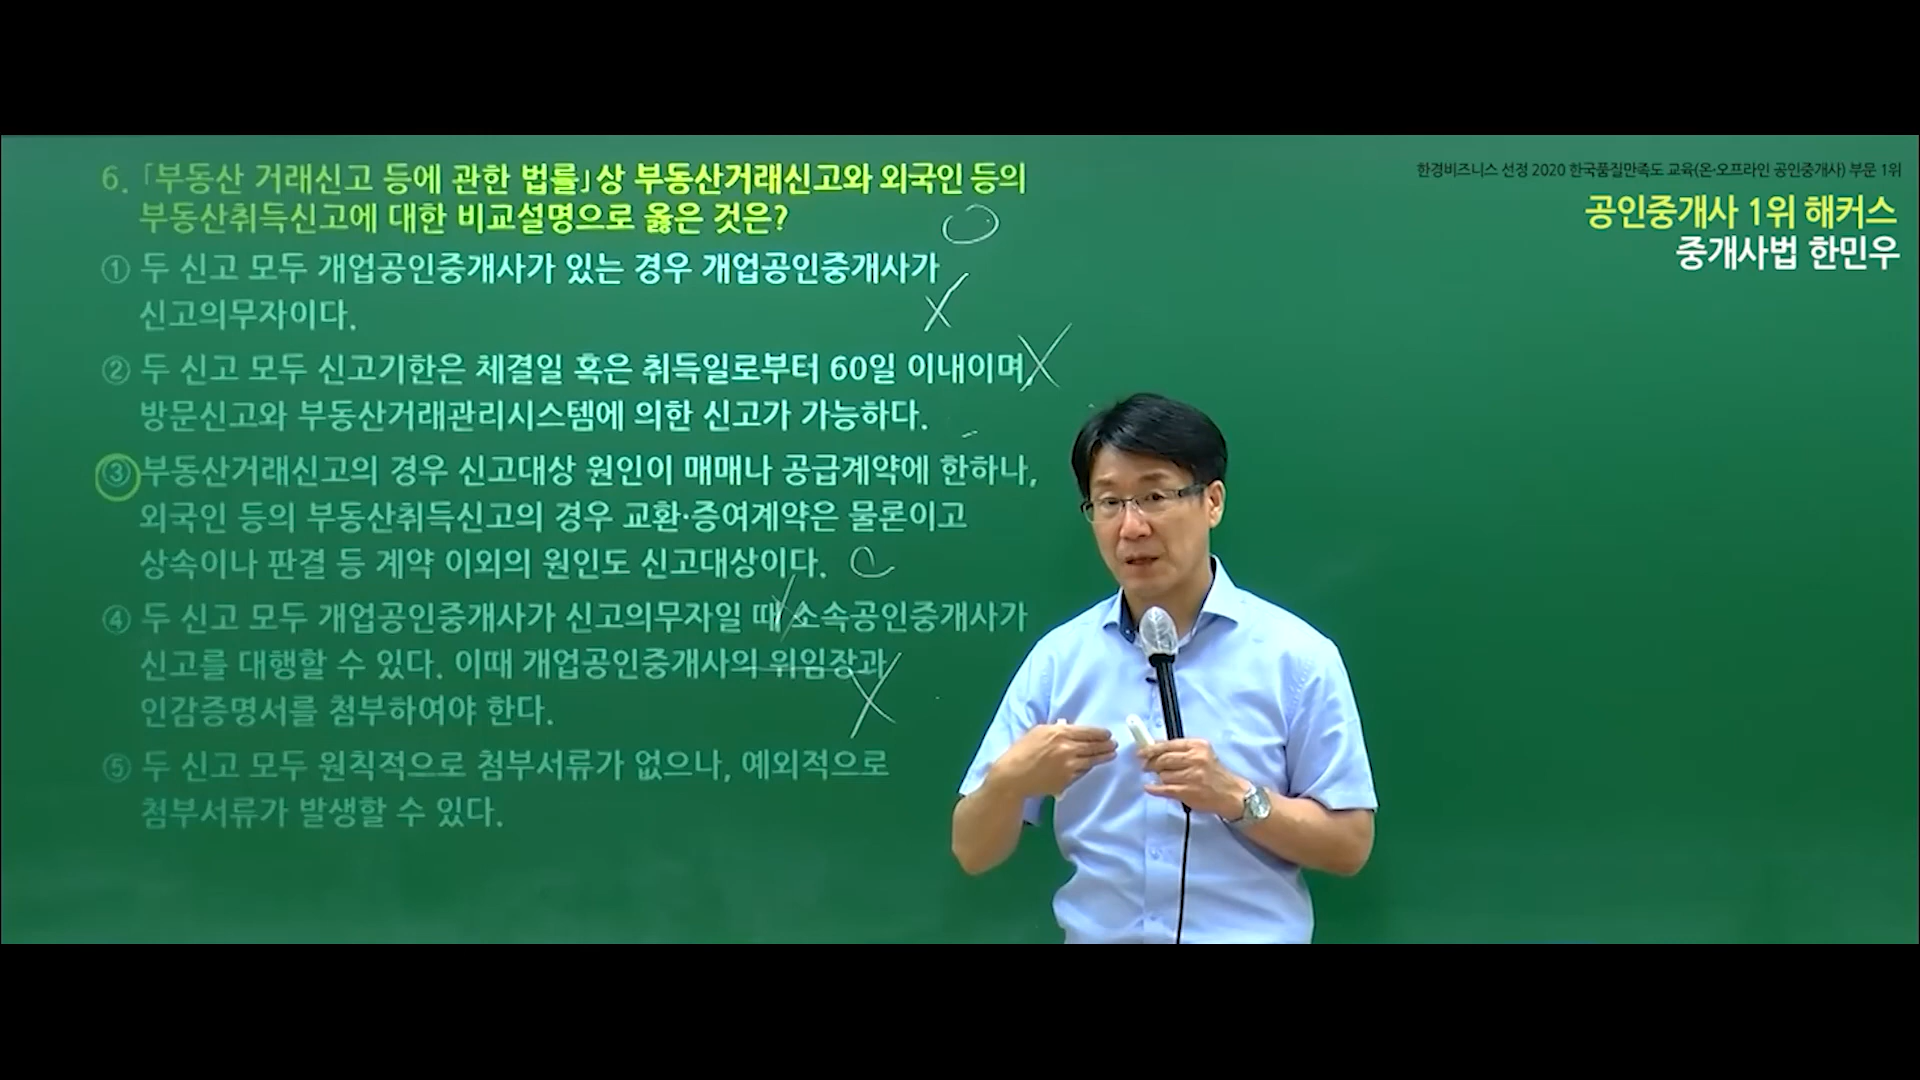 6. 「부동산 거래신고 등에 관한 법률」상 부동산거래신고와 외국인 등의
부동산취득신고에 대한 비교설명으로 옳은 것은?
① 두 신고 모두 개업공인중개사가 있는 경우 개업공인중개사가
신고의무자이다.
② 두 신고 모두 신고기한은 체결일 혹은 취득일로부터 60일 이내이며,
방문신고와 부동산거래관리시스템에 의한 신고가 가능하다.
③ 부동산거래신고의 경우 신고대상 원인이 매매나 공급계약에 한하나,
외국인 등의 부동산취득신고의 경우 교환·증여계약은 물론이고
상속이나 판결 등 계약 이외의 원인도 신고대상이다.
④ 두 신고 모두 개업공인중개사가 신고의무자일 때 소속공인중개사가
신고를 대행할 수 있다. 이때 개업공인중개사의 위임장과
인감증명서를 첨부하여야 한다.
⑤ 두 신고 모두 원칙적으로 첨부서류가 없으나, 예외적으로
첨부서류가 발생할 수 있다.
한경비즈니스 선정 2020 한국품질만족도 교육(온·오프라인 공인중개사) 부문 1위
공인중개사 1위 해커스
중개사법 한민우